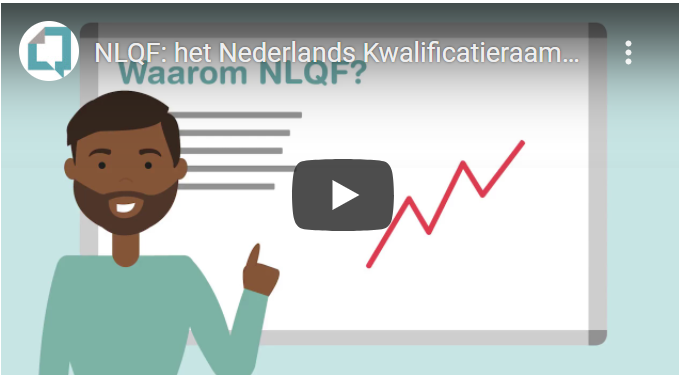 NLQF: het Nederlands Kwalificatieraam...
Waarom NLQF?